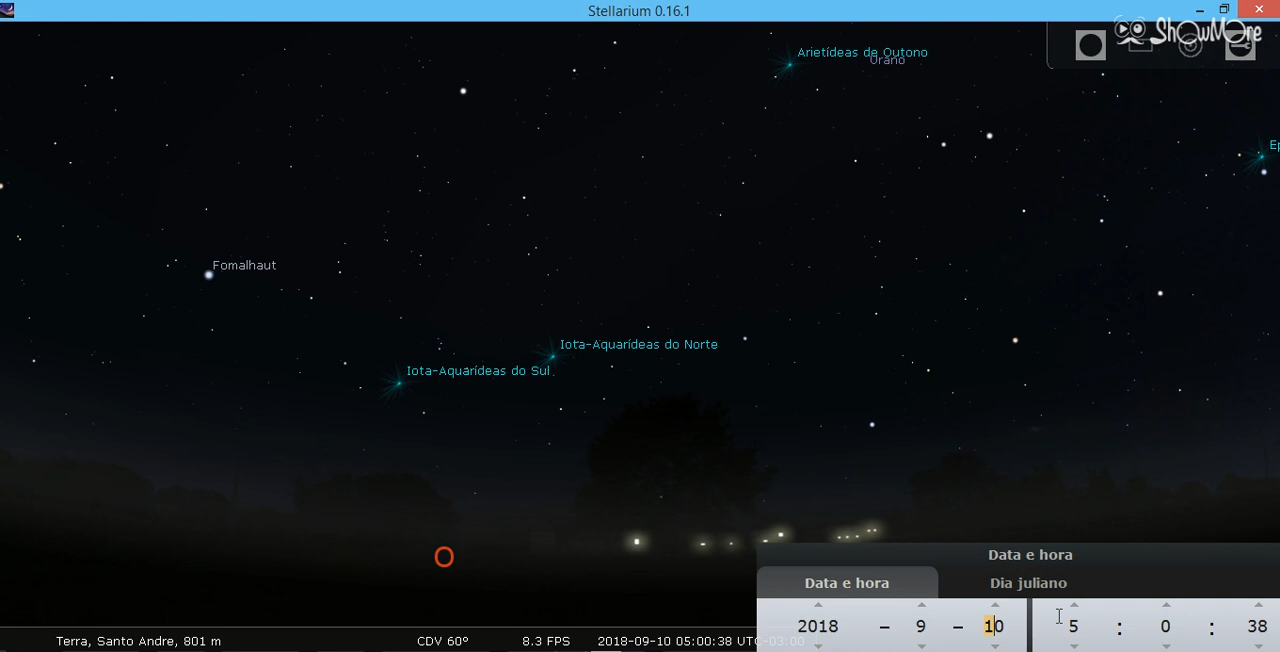 Stellarium 0.16.1
ShowMore
Arietídeas de Outono
Urano
Ep
Fomalhaut
Iota-Aquarídeas do Norte
Iota-Aquarídeas do Sul
O
Data e hora
Data e hora Dia juliano
2018 – 9 – 10 5 : 0 : 38
Terra, Santo Andre, 801 m CDV 60° 8.3 FPS 2018-09-10 05:00:38 UTC-03:00